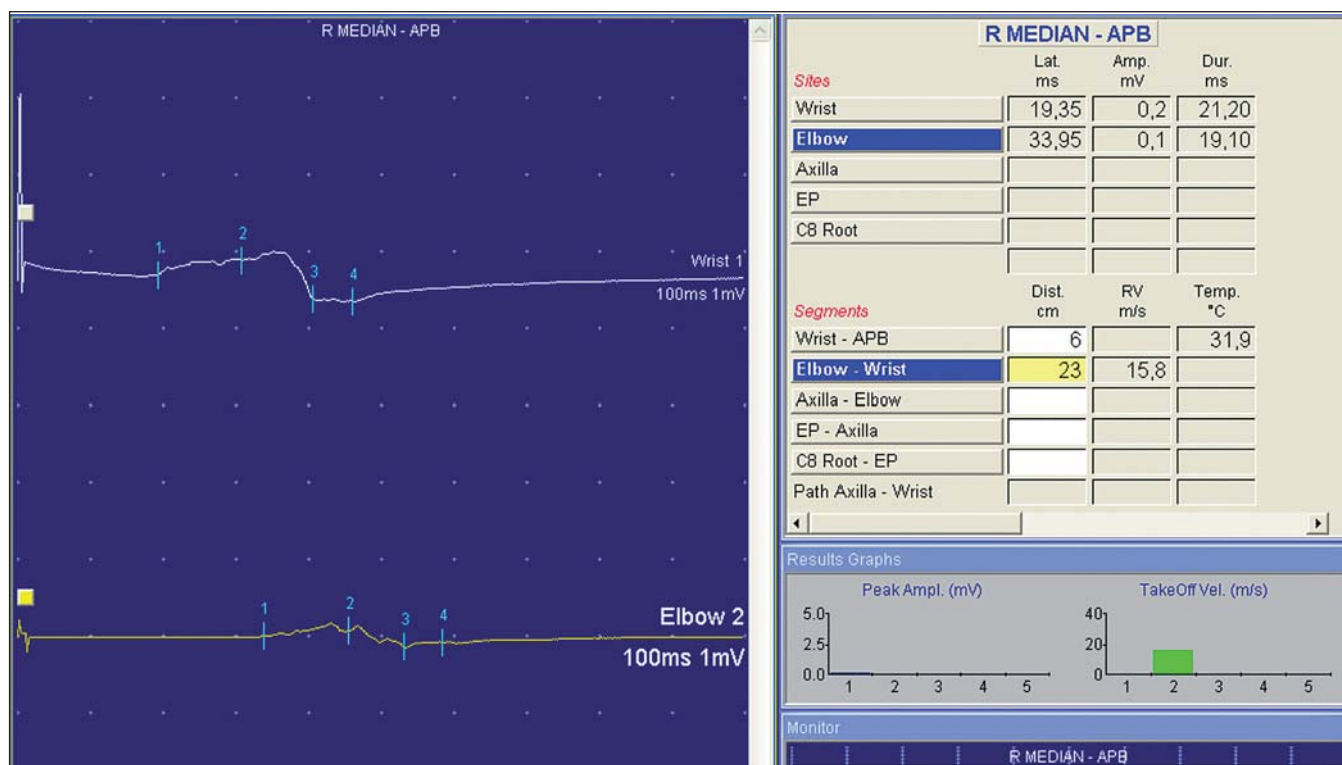 R MEDIAN - APB
1 2 3 4
Wrist 1
100ms 1mV
1 2 3 4
Elbow 2
100ms 1mV
R MEDIAN - APB
Lat. Amp. Dur.
Sites ms mV ms
Wrist 19,35 0,2 21,20
Elbow 33,95 0,1 19,10
Axilla
EP
C8 Root
Dist. RV Temp.
Segments cm m/s °C
Wrist - APB 6 31,9
Elbow - Wrist 23 15,8
Axilla - Elbow
EP - Axilla
C8 Root - EP
Path Axilla - Wrist
Results Graphs
Peak Ampl. (mV)
5.0
2.5
0.0
1 2 3 4 5
TakeOff Vel. (m/s)
40
20
0
1 2 3 4 5
Monitor
R MEDIAN - APB